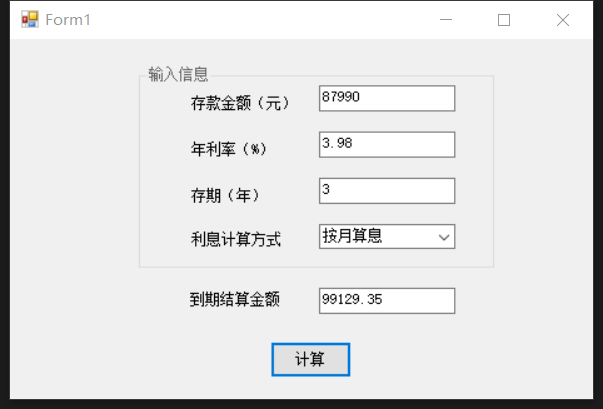 Form1
输入信息
存款金额（元） 87990
年利率（%） 3.98
存期（年） 3
利息计算方式 按月算息
到期结算金额 99129.35
计算